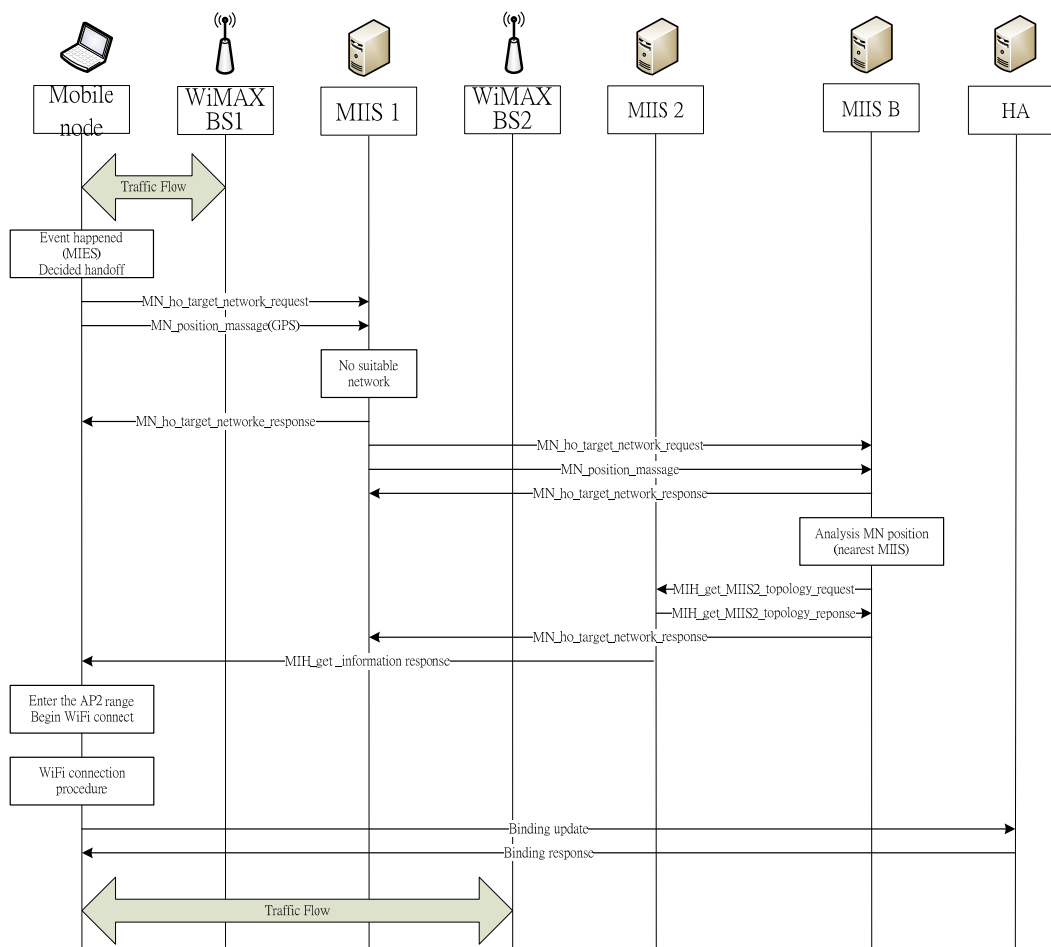 Mobile
node
WiMAX
BS1
MIIS 1
WiMAX
BS2
MIIS 2
MIIS B
HA
Traffic Flow
Event happened
(MIES)
Decided handoff
MN_ho_target_network_request
MN_position_massage(GPS)
No suitable
network
MN_ho_target_networke_response
MN_ho_target_network_request
MN_position_massage
MN_ho_target_network_response
Analysis MN position
(nearest MIIS)
MIH_get_MIIS2_topology_request
MIH_get_MIIS2_topology_reponse
MN_ho_target_network_response
MIH_get _information response
Enter the AP2 range
Begin WiFi connect
WiFi connection
procedure
Binding update
Binding response
Traffic Flow